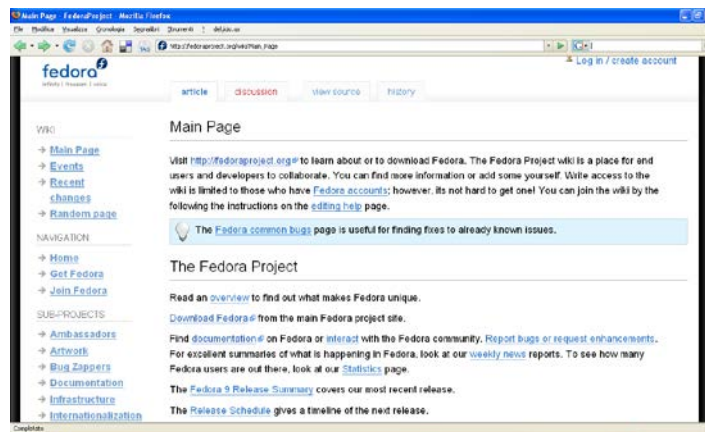 Main Page - FedoraProject - Mozilla Firefox
File Modifica Visualizza Cronologia Segnalibri Strumenti ? del.icio.us
http://fedoraproject.org/wiki/Main_Page
fedora
Log in / create account
article discussion view source history
WIKI
Main Page
Events
Recent
changes
Random page
NAVIGATION
Home
Get Fedora
Join Fedora
SUB-PROJECTS
Ambassadors
Artwork
Bug Zappers
Documentation
Infrastructure
Internationalization
Main Page
Visit http://fedoraproject.org to learn about or to download Fedora. The Fedora Project wiki is a place for end
users and developers to collaborate. You can find more information or add some yourself. Write access to the
wiki is limited to those who have Fedora accounts; however, its not hard to get one! You can join the wiki by the
following the instructions on the editing help page.
The Fedora common bugs page is useful for finding fixes to already known issues.
The Fedora Project
Read an overview to find out what makes Fedora unique.
Download Fedora from the main Fedora project site.
Find documentation on Fedora or interact with the Fedora community. Report bugs or request enhancements.
For excellent summaries of what is happening in Fedora, look at our weekly news reports. To see how many
Fedora users are out there, look at our Statistics page.
The Fedora 9 Release Summary covers our most recent release.
The Release Schedule gives a timeline of the next release.
Completato